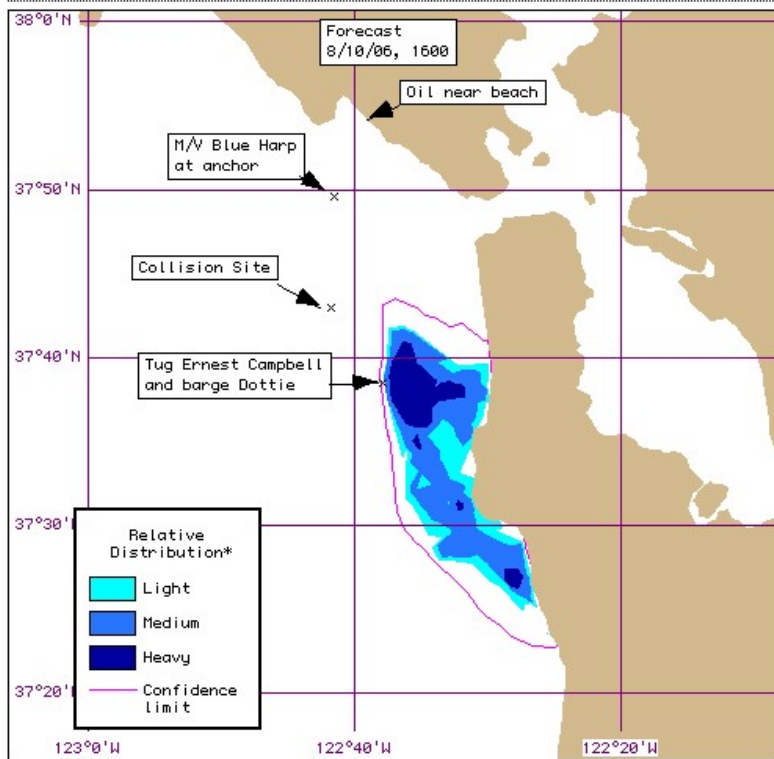 38°0'N
Forecast
8/10/06, 1600
Oil near beach
M/V Blue Harp
at anchor
37°50'N
Collision Site
37°40'N
Tug Ernest Campbell
and barge Dottie
37°30'N
Relative
Distribution*
Light
Medium
Heavy
Confidence
limit
37°20'N
123°0'W
122°40'W
122°20'W